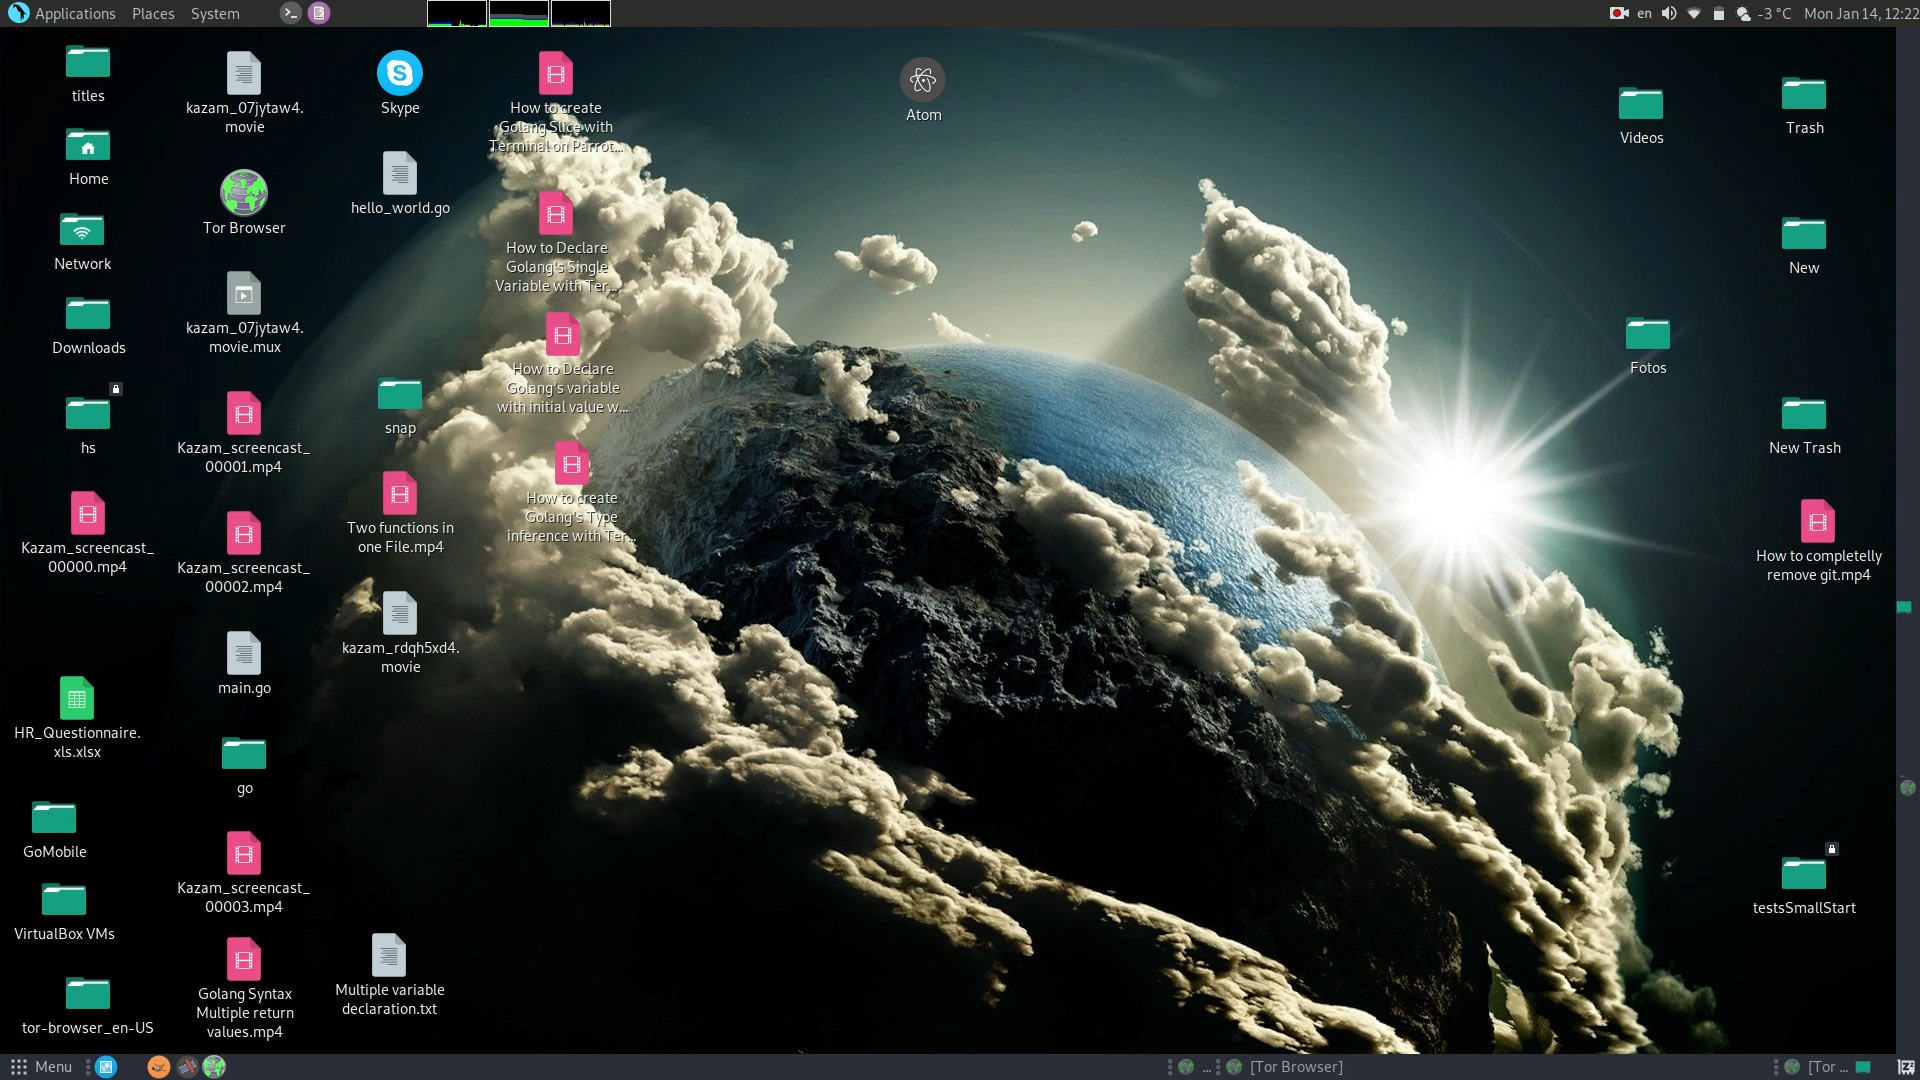 Applications Places System
en -3 °C Mon Jan 14, 12:22
titles
Home
Network
Downloads
hs
Kazam_screencast_
00000.mp4
HR_Questionnaire.
xls.xlsx
GoMobile
VirtualBox VMs
tor-browser_en-US
kazam_07jytaw4.
movie
Tor Browser
kazam_07jytaw4.
movie.mux
Kazam_screencast_
00001.mp4
Kazam_screencast_
00002.mp4
main.go
go
Kazam_screencast_
00003.mp4
Golang Syntax
Multiple return
values.mp4
Skype
hello_world.go
snap
Two functions in
one File.mp4
kazam_rdqh5xd4.
movie
Multiple variable
declaration.txt
How to create
Golang Slice with
Terminal on Parrot...
How to Declare
Golang's Single
Variable with Ter...
How to Declare
Golang's variable
with initial value w...
How to create
Golang's Type
inference with Ter...
Atom
Videos
Fotos
Trash
New
New Trash
How to completelly
remove git.mp4
testsSmallStart
Menu ... [Tor Browser] [Tor ...